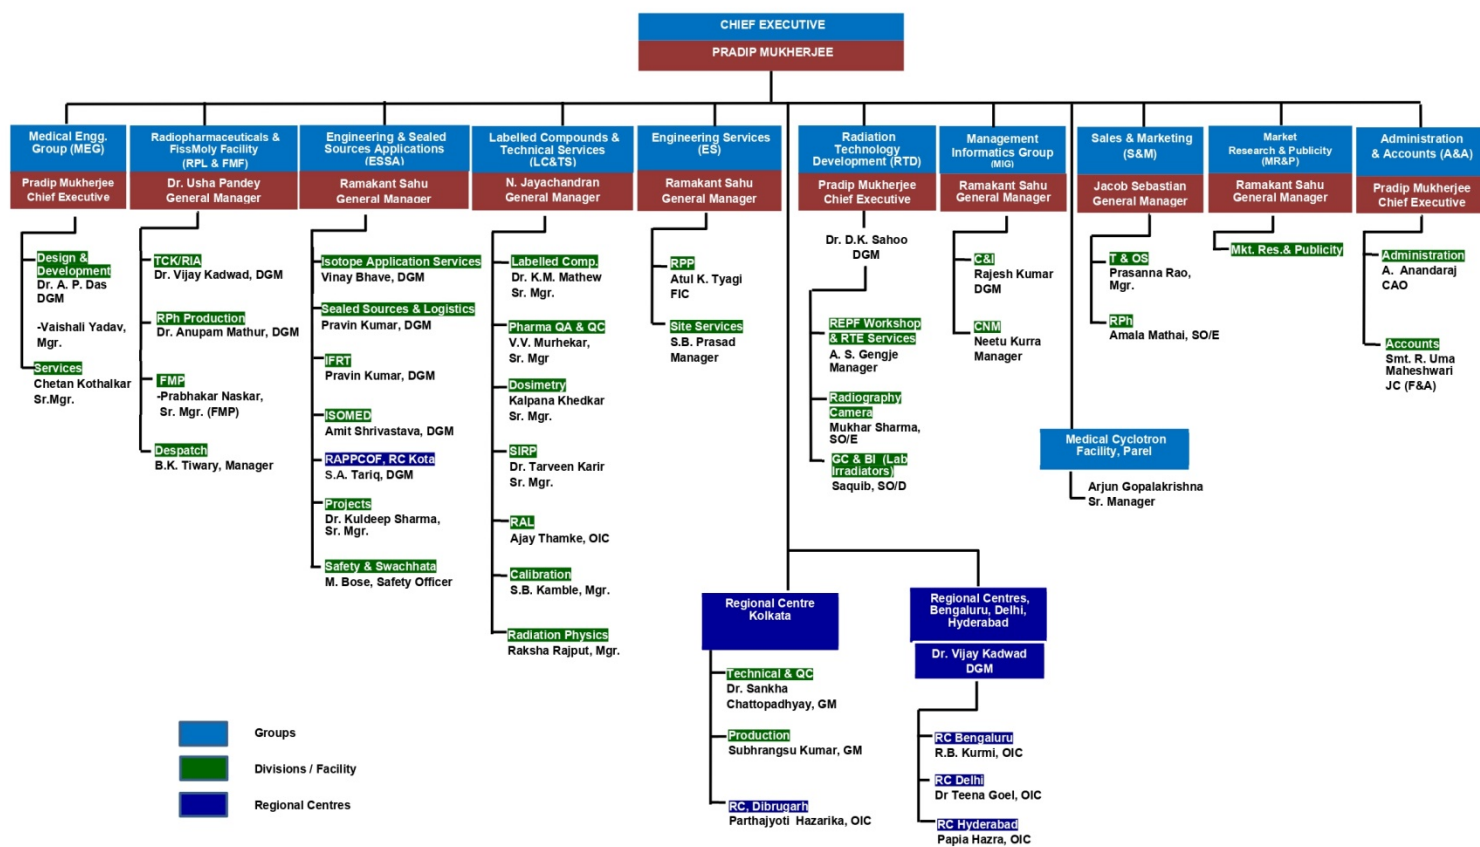 CHIEF EXECUTIVE
PRADIP MUKHERJEE
Medical Engg.
Group (MEG)
Pradip Mukherjee
Chief Executive
Design &
Development
Dr. A. P. Das
DGM
-Vaishali Yadav,
Mgr.
Services
Chetan Kothalkar
Sr.Mgr.
Radiopharmaceuticals &
FissMoly Facility
(RPL & FMF)
Dr. Usha Pandey
General Manager
TCK/RIA
Dr. Vijay Kadwad, DGM
RPh Production
Dr. Anupam Mathur, DGM
FMP
-Prabhakar Naskar,
Sr. Mgr. (FMP)
Despatch
B.K. Tiwary, Manager
Engineering & Sealed
Sources Applications
(ESSA)
Ramakant Sahu
General Manager
Isotope Application Services
Vinay Bhave, DGM
Sealed Sources & Logistics
Pravin Kumar, DGM
IFRT
Pravin Kumar, DGM
ISOMED
Amit Shrivastava, DGM
RAPPCOF, RC Kota
S.A. Tariq, DGM
Projects
Dr. Kuldeep Sharma,
Sr. Mgr.
Safety & Swachhata
M. Bose, Safety Officer
Labelled Compounds &
Technical Services
(LC&TS)
N. Jayachandran
General Manager
Labelled Comp.
Dr. K.M. Mathew
Sr. Mgr.
Pharma QA & QC
V.V. Murhekar,
Sr. Mgr
Dosimetry
Kalpana Khedkar
Sr. Mgr.
SIRP
Dr. Tarveen Karir
Sr. Mgr.
RAL
Ajay Thamke, OIC
Calibration
S.B. Kamble, Mgr.
Radiation Physics
Raksha Rajput, Mgr.
Engineering Services
(ES)
Ramakant Sahu
General Manager
RPP
Atul K. Tyagi
FIC
Site Services
S.B. Prasad
Manager
Radiation
Technology
Development (RTD)
Pradip Mukherjee
Chief Executive
Dr. D.K. Sahoo
DGM
REPF Workshop
& RTE Services
A. S. Gengje
Manager
Radiography
Camera
Mukhar Sharma,
SO/E
GC & BI (Lab
Irradiators)
Saquib, SO/D
Management
Informatics Group
(MIG)
Ramakant Sahu
General Manager
C&I
Rajesh Kumar
DGM
CNM
Neetu Kurra
Manager
Sales & Marketing
(S&M)
Jacob Sebastian
General Manager
T & OS
Prasanna Rao,
Mgr.
RPh
Amala Mathai, SO/E
Market
Research & Publicity
(MR&P)
Ramakant Sahu
General Manager
Mkt. Res.& Publicity
Administration
& Accounts (A&A)
Pradip Mukherjee
Chief Executive
Administration
A. Anandaraj
CAO
Accounts
Smt. R. Uma
Maheshwari
JC (F&A)
Medical Cyclotron
Facility, Parel
Arjun Gopalakrishna
Sr. Manager
Regional Centre
Kolkata
Technical & QC
Dr. Sankha
Chattopadhyay, GM
Production
Subhrangsu Kumar, GM
RC, Dibrugarh
Parthajyoti Hazarika, OIC
Regional Centres,
Bengaluru, Delhi,
Hyderabad
Dr. Vijay Kadwad
DGM
RC Bengaluru
R.B. Kurmi, OIC
RC Delhi
Dr Teena Goel, OIC
RC Hyderabad
Papia Hazra, OIC
Groups
Divisions / Facility
Regional Centres